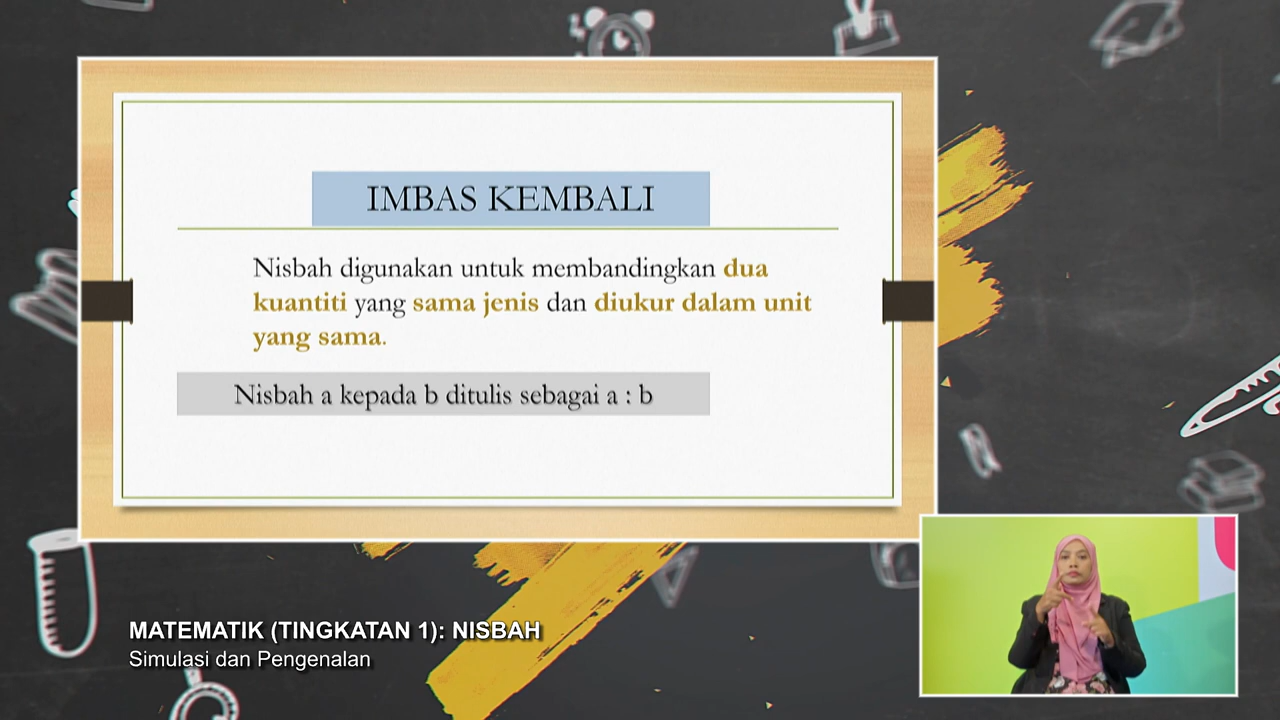 IMBAS KEMBALI
Nisbah digunakan untuk membandingkan dua
kuantiti yang sama jenis dan diukur dalam unit
yang sama.
Nisbah a kepada b ditulis sebagai a : b
MATEMATIK (TINGKATAN 1): NISBAH
Simulasi dan Pengenalan